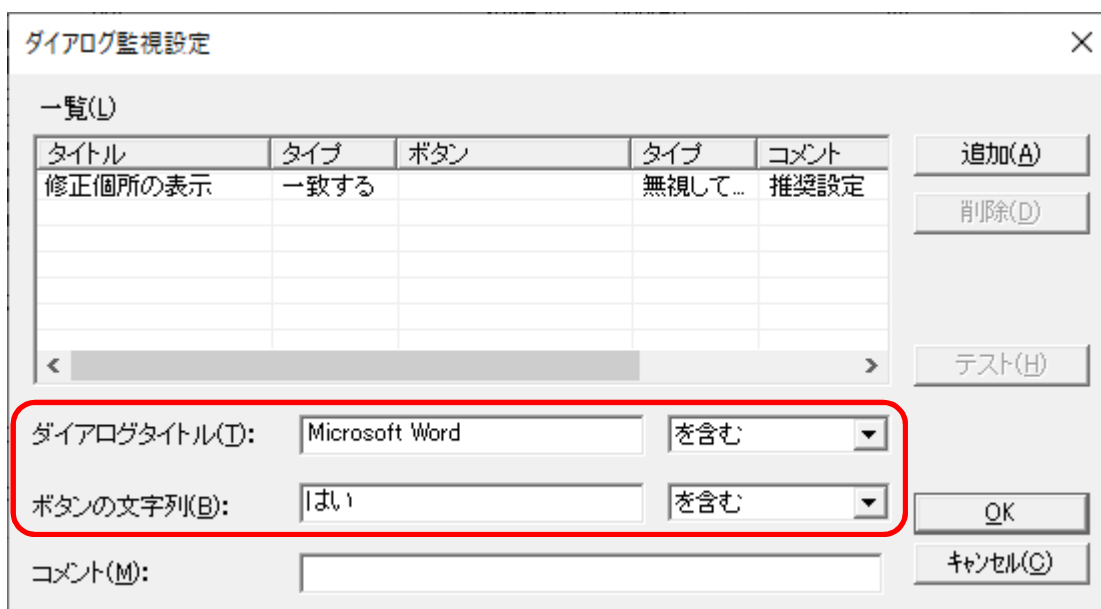 ダイアログ監視設定
一覧(L)
タイトル タイプ ボタン タイプ コメント
修正個所の表示 一致する 無視して... 推奨設定
追加(A)
削除(D)
テスト(H)
ダイアログタイトル(T): Microsoft Word を含む
ボタンの文字列(B): はい を含む
OK
キャンセル(C)
コメント(M):